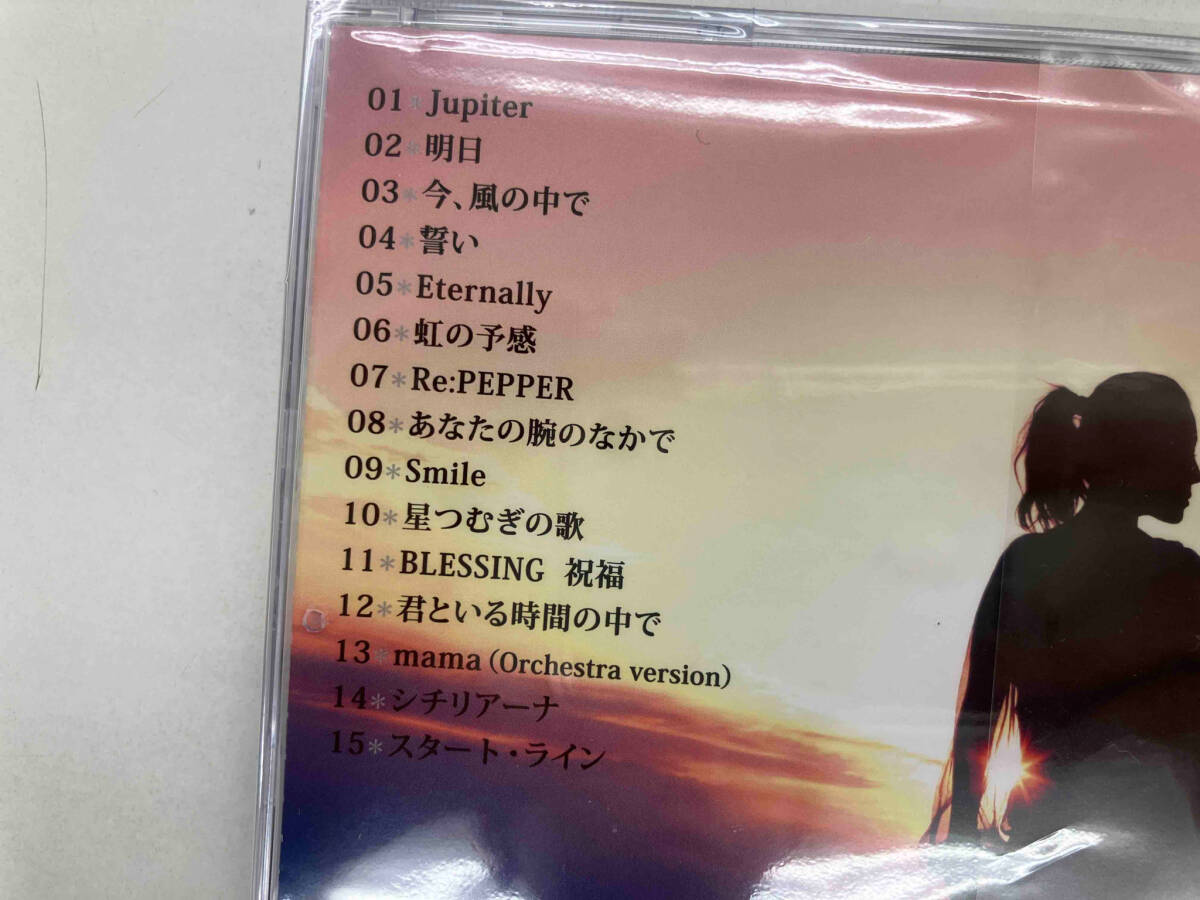 01*Jupiter
02*明日
03*今、風の中で
04*誓い
05*Eternally
06*虹の予感
07*Re:PEPPER
08*あなたの腕のなかで
09*Smile
10*星つむぎの歌
11*BLESSING 祝福
12*君といる時間の中で
13*mama(Orchestra version)
14*シチリアーナ
15*スタート・ライン